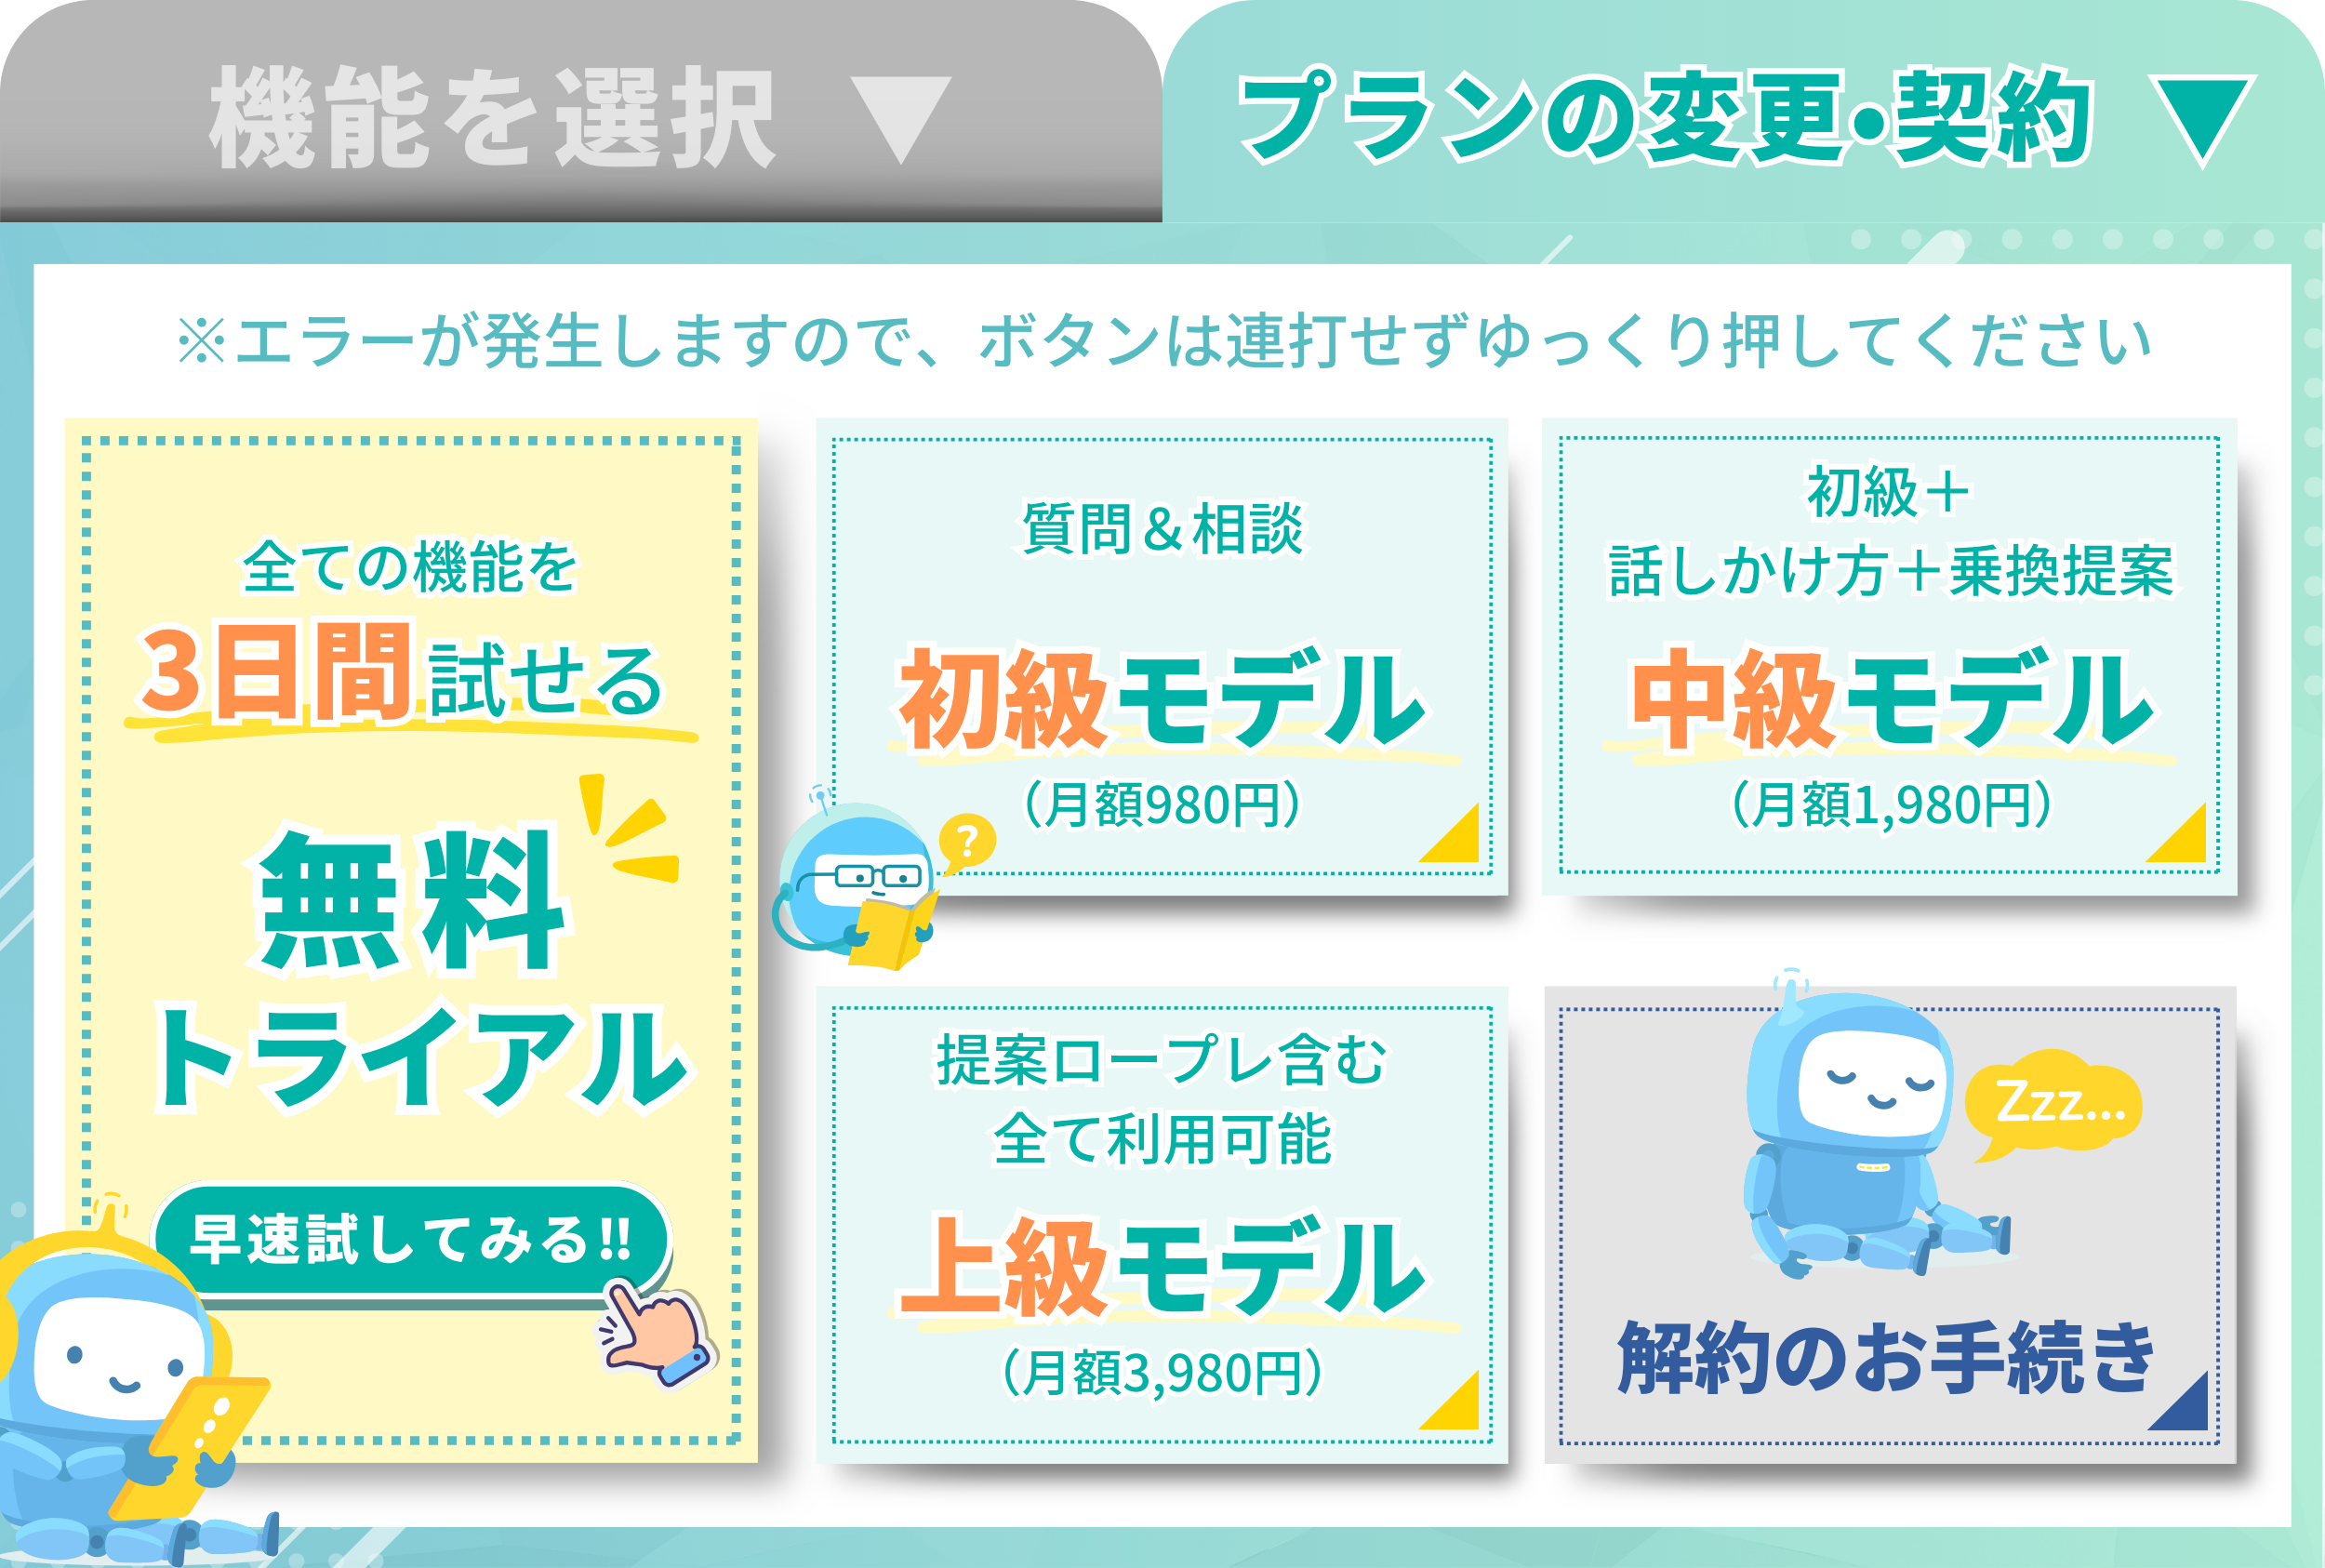 機能を選択 ▼
プランの変更・契約 ▼
※エラーが発生しますので、ボタンは連打せずゆっくり押してください
全ての機能を
3日間試せる
無料
トライアル
早速試してみる!!
質問&相談
初級モデル
（月額980円）
?
初級＋
話しかけ方＋乗換提案
中級モデル
（月額1,980円）
提案ロープレ含む
全て利用可能
上級モデル
（月額3,980円）
Zzz...
解約のお手続き